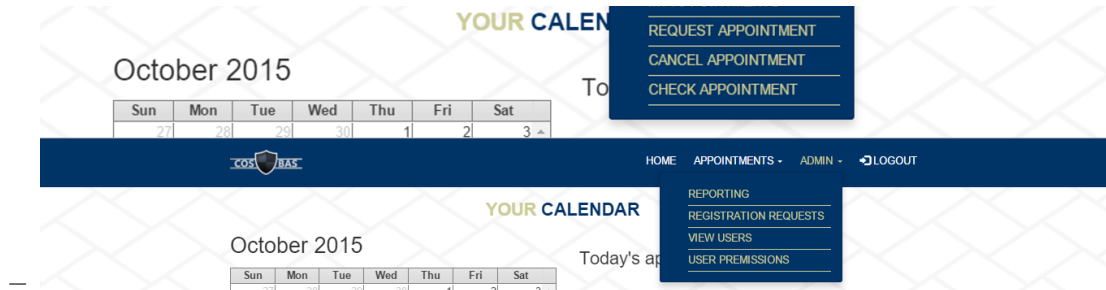 YOUR CALEN
REQUEST APPOINTMENT
CANCEL APPOINTMENT
CHECK APPOINTMENT
October 2015
To
Sun Mon Tue Wed Thu Fri Sat
27 28 29 30 1 2 3
COS BAS
HOME APPOINTMENTS ADMIN LOGOUT
REPORTING
REGISTRATION REQUESTS
VIEW USERS
USER PREMISSIONS
YOUR CALENDAR
October 2015
Today's ap
Sun Mon Tue Wed Thu Fri Sat